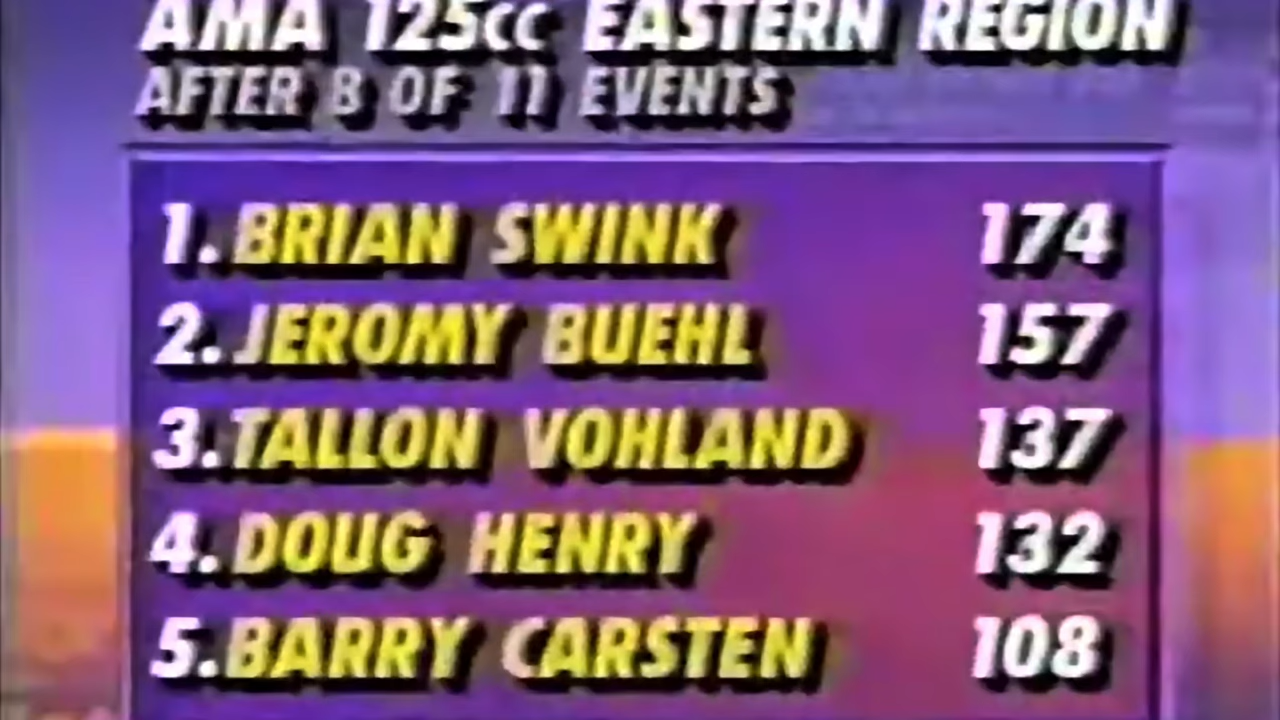 AMA 125cc EASTERN REGION
AFTER 8 OF 11 EVENTS
1. BRIAN SWINK 174
2. JEROMY BUEHL 157
3. TALLON VOHLAND 137
4. DOUG HENRY 132
5. BARRY CARSTEN 108